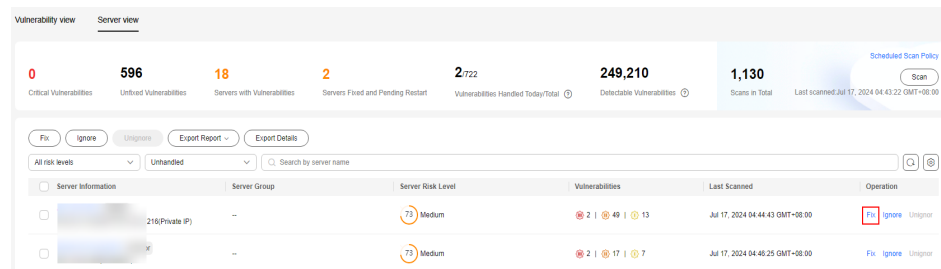 Vulnerability view Server view
Scheduled Scan Policy
0 596 18 2 2/722 249,210 1,130 Scan
Critical Vulnerabilities Unfixed Vulnerabilities Servers with Vulnerabilities Servers Fixed and Pending Restart Vulnerabilities Handled Today/Total Detectable Vulnerabilities Scans in Total Last scanned:Jul 17, 2024 04:43:22 GMT+08:00
Fix Ignore Unignore Export Report Export Details
All risk levels Unhandled Search by server name
Server Information Server Group Server Risk Level Vulnerabilities Last Scanned Operation
216(Private IP) -- 73 Medium 2 | 49 | 13 Jul 17, 2024 04:44:43 GMT+08:00 Fix Ignore Unignor
-- 73 Medium 2 | 17 | 7 Jul 17, 2024 04:46:25 GMT+08:00 Fix Ignore Unignor